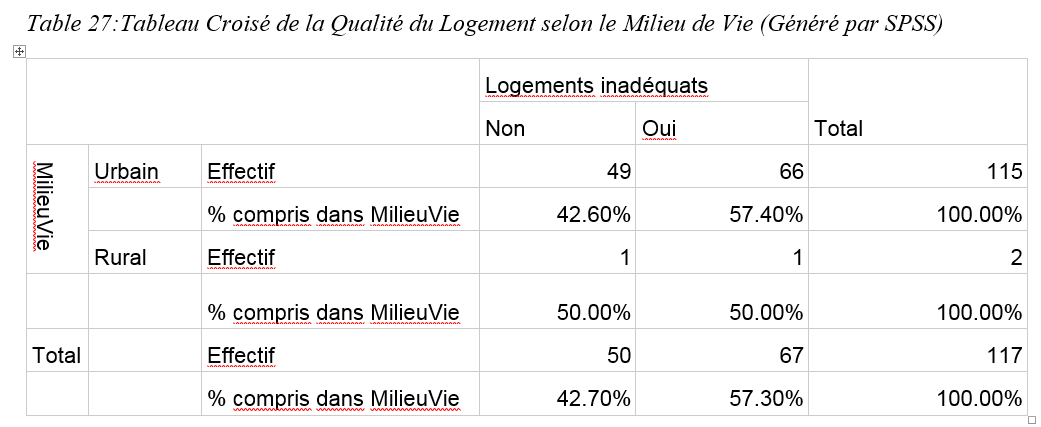 Table 27:Tableau Croisé de la Qualité du Logement selon le Milieu de Vie (Généré par SPSS)
Logements inadéquats
Non Oui Total
MilieuVie
Urbain Effectif 49 66 115
% compris dans MilieuVie 42.60% 57.40% 100.00%
Rural Effectif 1 1 2
% compris dans MilieuVie 50.00% 50.00% 100.00%
Total Effectif 50 67 117
% compris dans MilieuVie 42.70% 57.30% 100.00%